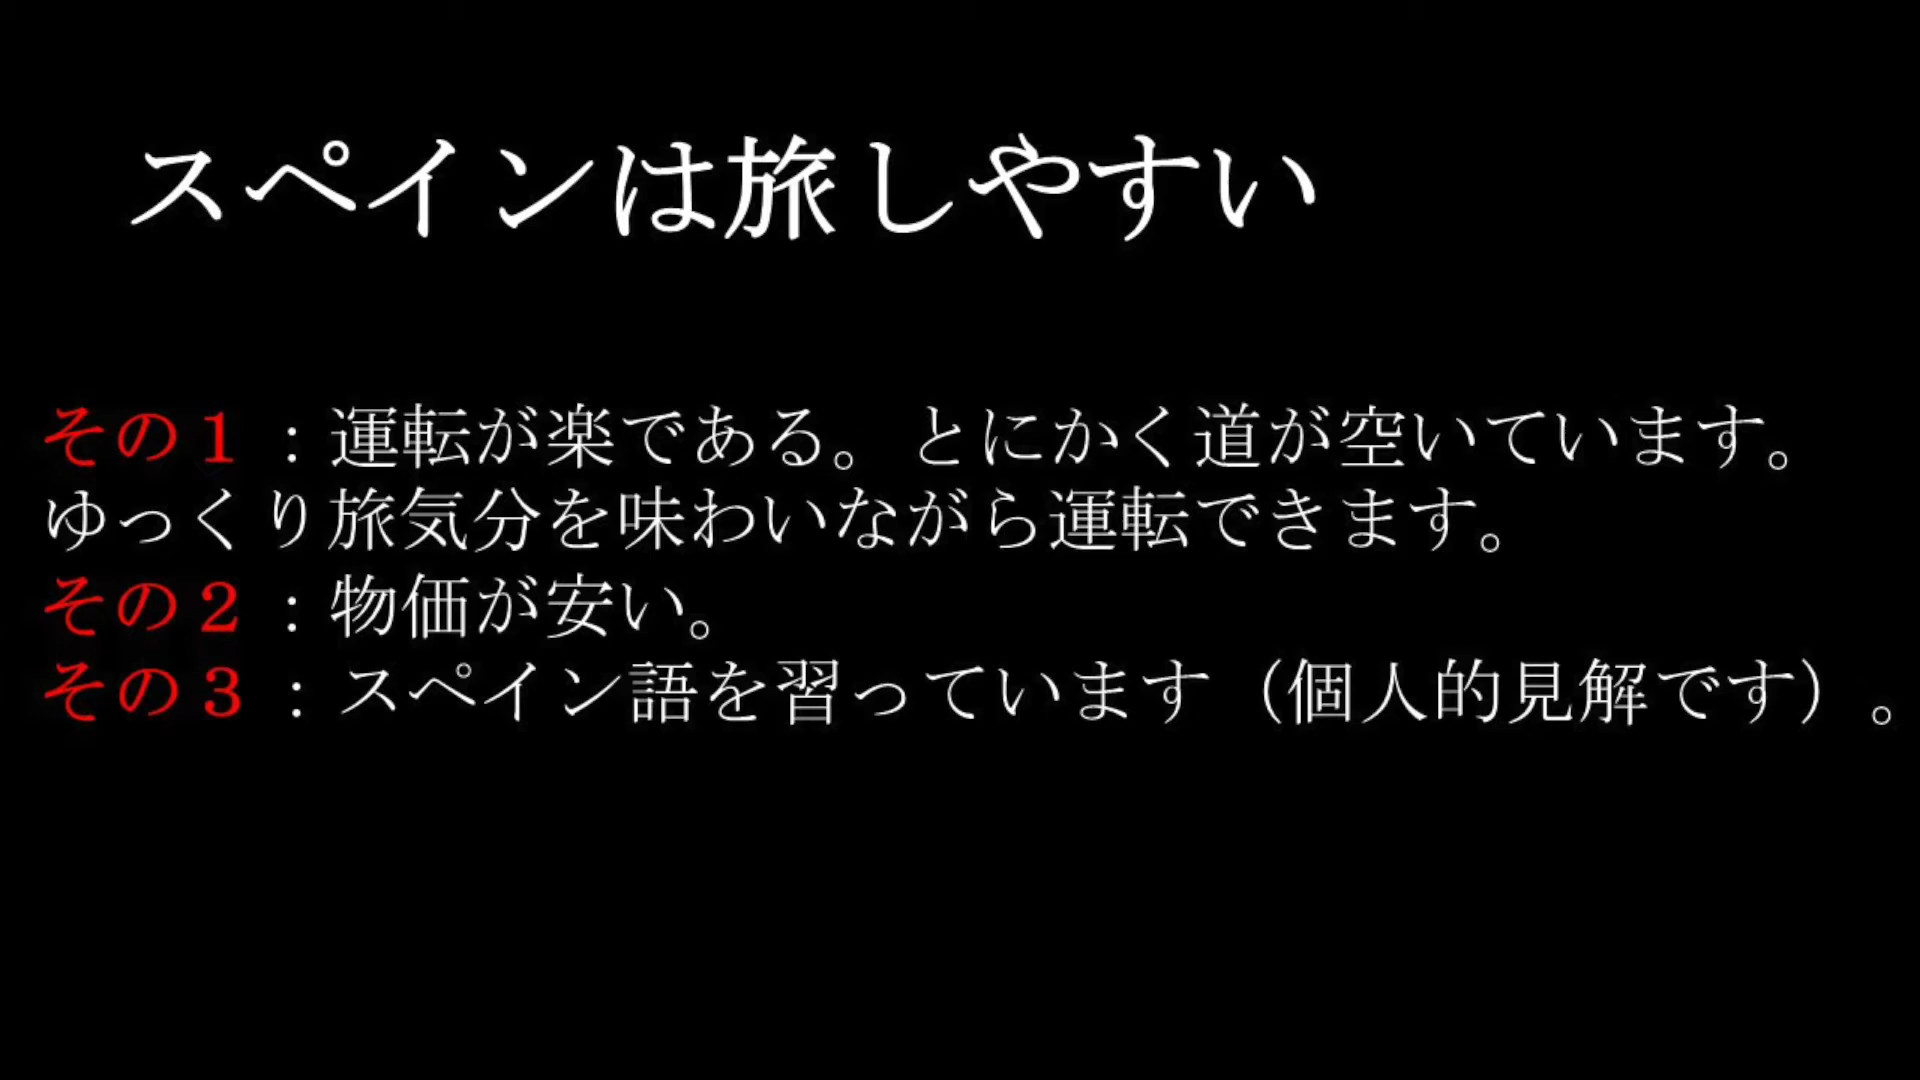 スペインは旅しやすい
その１：運転が楽である。とにかく道が空いています。
ゆっくり旅気分を味わいながら運転できます。
その２：物価が安い。
その３：スペイン語を習っています（個人的見解です）。